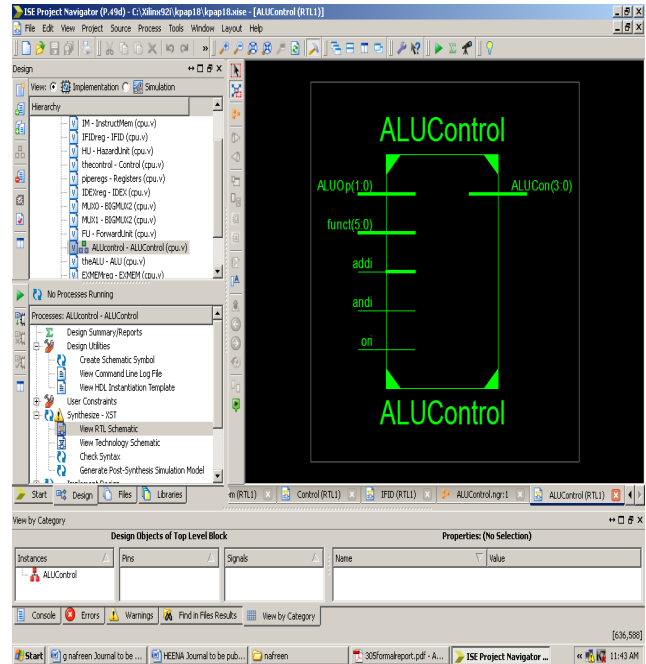 ISE Project Navigator (P.49d) - C:\Xilinx92i\kpap18\kpap18.xise - [ALUControl (RTL1)]
File Edit View Project Source Process Tools Window Layout Help
Design
View: Implementation Simulation
Hierarchy
IM - InstructMem (cpu.v)
IFIDreg - IFID (cpu.v)
HU - HazardUnit (cpu.v)
thecontrol - Control (cpu.v)
piperegs - Registers (cpu.v)
IDEXreg - IDEX (cpu.v)
MUX0 - BIGMUX2 (cpu.v)
MUX1 - BIGMUX2 (cpu.v)
FU - ForwardUnit (cpu.v)
ALUcontrol - ALUControl (cpu.v)
theALU - ALU (cpu.v)
EXMEMreg - EXMEM (cpu.v)
No Processes Running
Processes: ALUcontrol - ALUControl
Design Summary/Reports
Design Utilities
Create Schematic Symbol
View Command Line Log File
View HDL Instantiation Template
User Constraints
Synthesize - XST
View RTL Schematic
View Technology Schematic
Check Syntax
Generate Post-Synthesis Simulation Model
Implement Design
Start Design Files Libraries
ALUControl
ALUOp(1:0)
ALUCon(3:0)
funct(5:0)
addi
andi
ori
ALUControl
-m (RTL1) Control (RTL1) IFID (RTL1) ALUControl.ngr:1 ALUControl (RTL1)
View by Category
Design Objects of Top Level Block
Properties: (No Selection)
Instances Pins Signals Name Value
ALUControl
Console Errors Warnings Find in Files Results View by Category
[636,588]
Start g nafreen Journal to be ... HEENA Journal to be pub... nafreen 305formalreport.pdf - A... ISE Project Navigator ... 11:43 AM